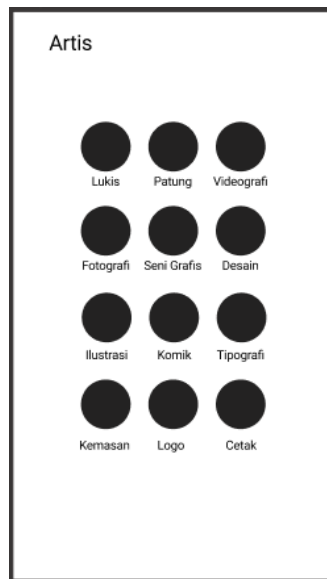 Artis
Lukis Patung Videografi
Fotografi Seni Grafis Desain
Ilustrasi Komik Tipografi
Kemasan Logo Cetak